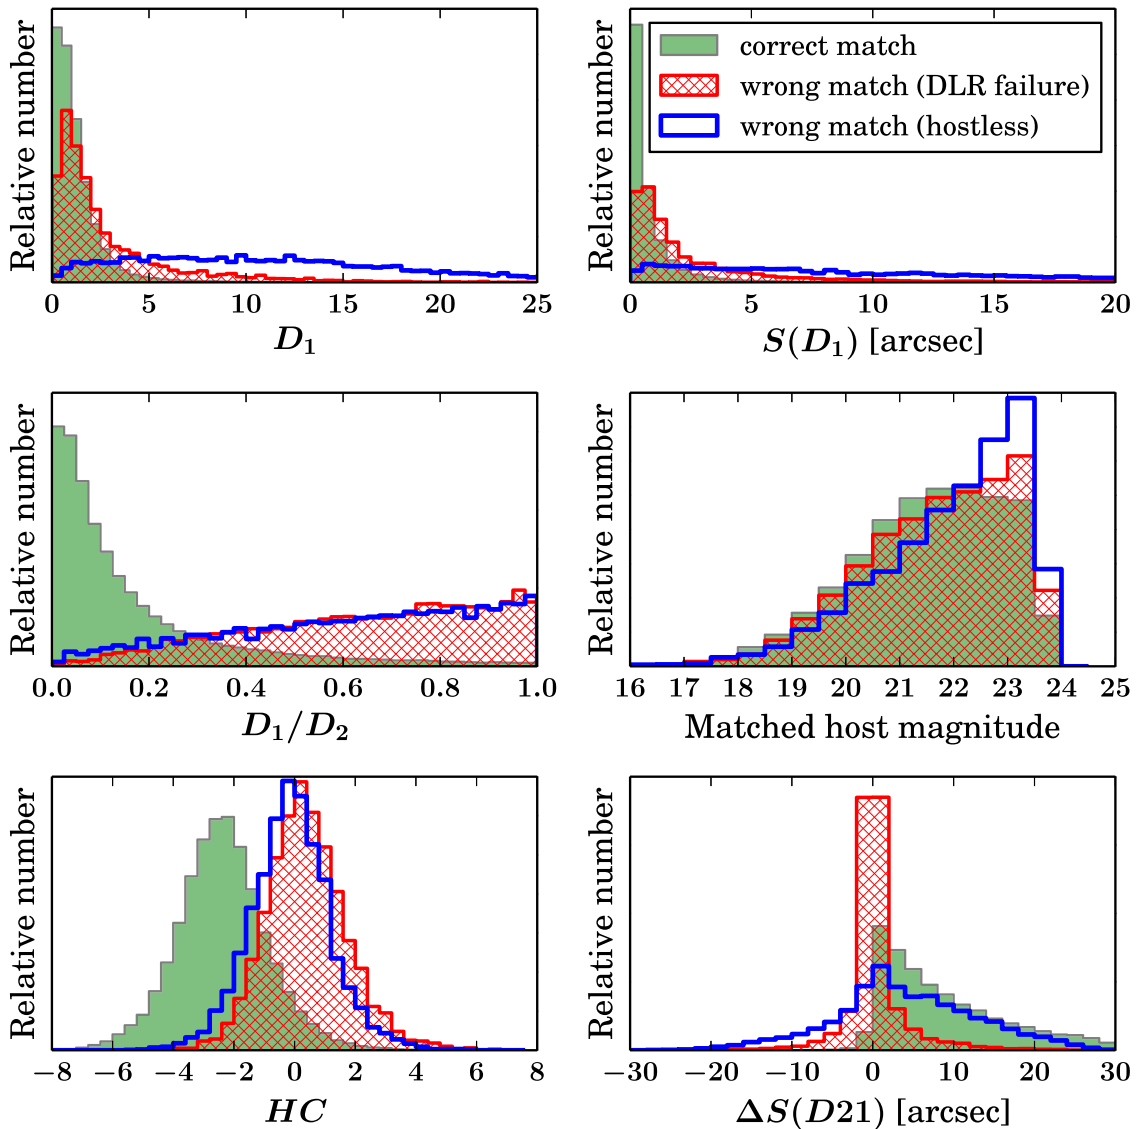 Relative number
0 5 10 15 20 25
D₁
Relative number
correct match
wrong match (DLR failure)
wrong match (hostless)
0 5 10 15 20
S(D₁) [arcsec]
Relative number
0.0 0.2 0.4 0.6 0.8 1.0
D₁/D₂
Relative number
16 17 18 19 20 21 22 23 24 25
Matched host magnitude
Relative number
−8 −6 −4 −2 0 2 4 6 8
HC
Relative number
−30 −20 −10 0 10 20 30
ΔS(D21) [arcsec]